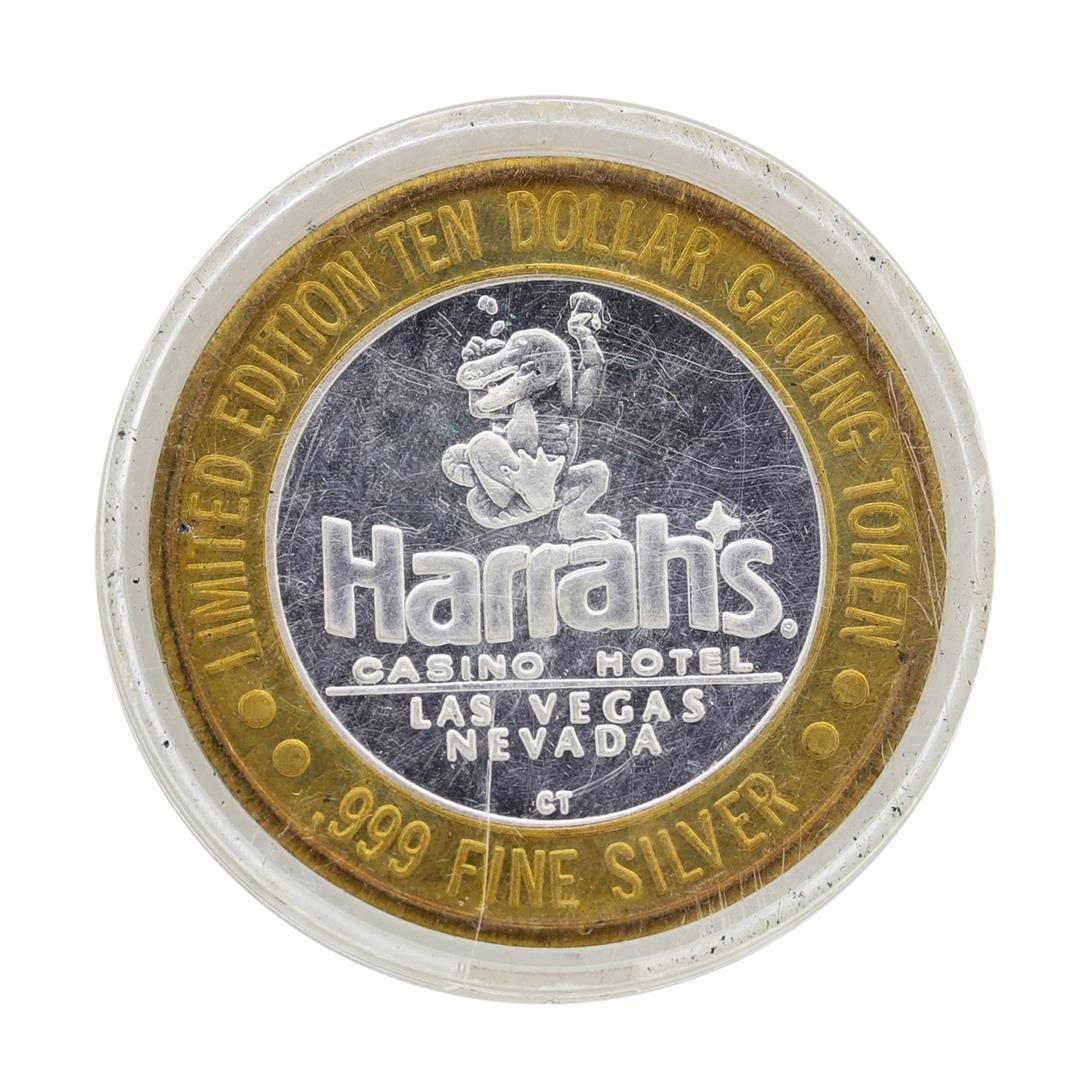 LIMITED EDITION TEN DOLLAR GAMING TOKEN
Harrah's®
CASINO HOTEL
LAS VEGAS
NEVADA
CT
.999 FINE SILVER